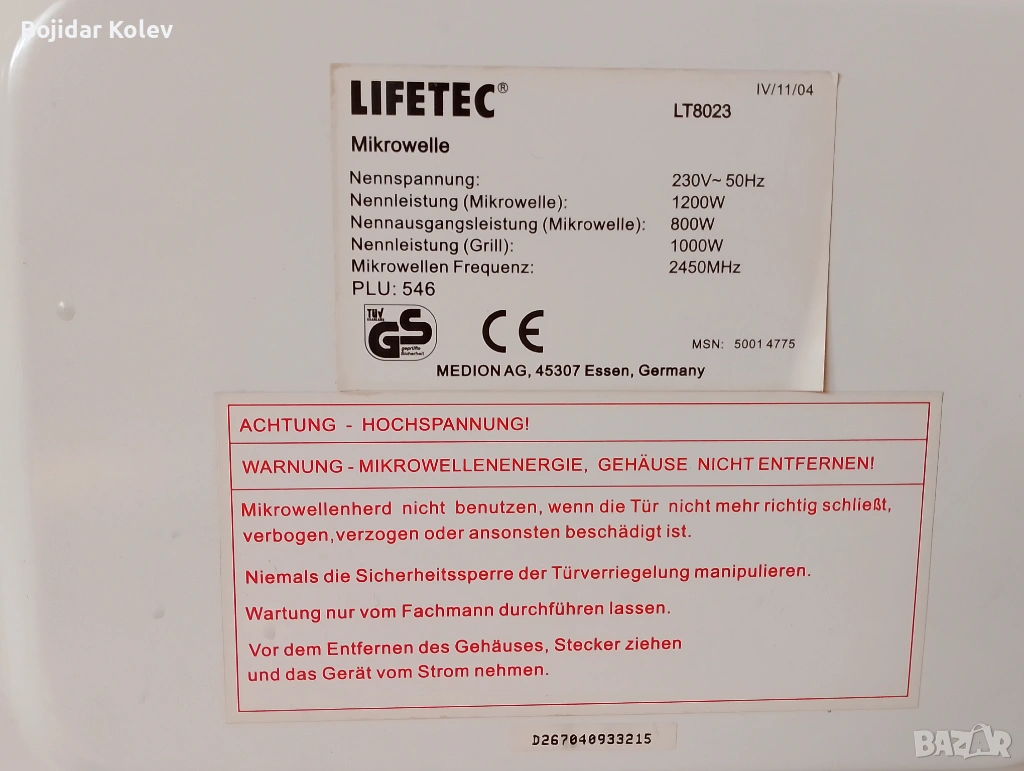 Bojidar Kolev
LIFETEC®
IV/11/04
LT8023
Mikrowelle
Nennspannung: 230V~ 50Hz
Nennleistung (Mikrowelle): 1200W
Nennausgangsleistung (Mikrowelle): 800W
Nennleistung (Grill): 1000W
Mikrowellen Frequenz: 2450MHz
PLU: 546
TÜV
GS
geprüfte
Sicherheit
CE
MSN: 5001 4775
MEDION AG, 45307 Essen, Germany
ACHTUNG - HOCHSPANNUNG!
WARNUNG - MIKROWELLENENERGIE, GEHÄUSE NICHT ENTFERNEN!
Mikrowellenherd nicht benutzen, wenn die Tür nicht mehr richtig schließt,
verbogen,verzogen oder ansonsten beschädigt ist.
Niemals die Sicherheitssperre der Türverriegelung manipulieren.
Wartung nur vom Fachmann durchführen lassen.
Vor dem Entfernen des Gehäuses, Stecker ziehen
und das Gerät vom Strom nehmen.
D267040933215
BAZAR